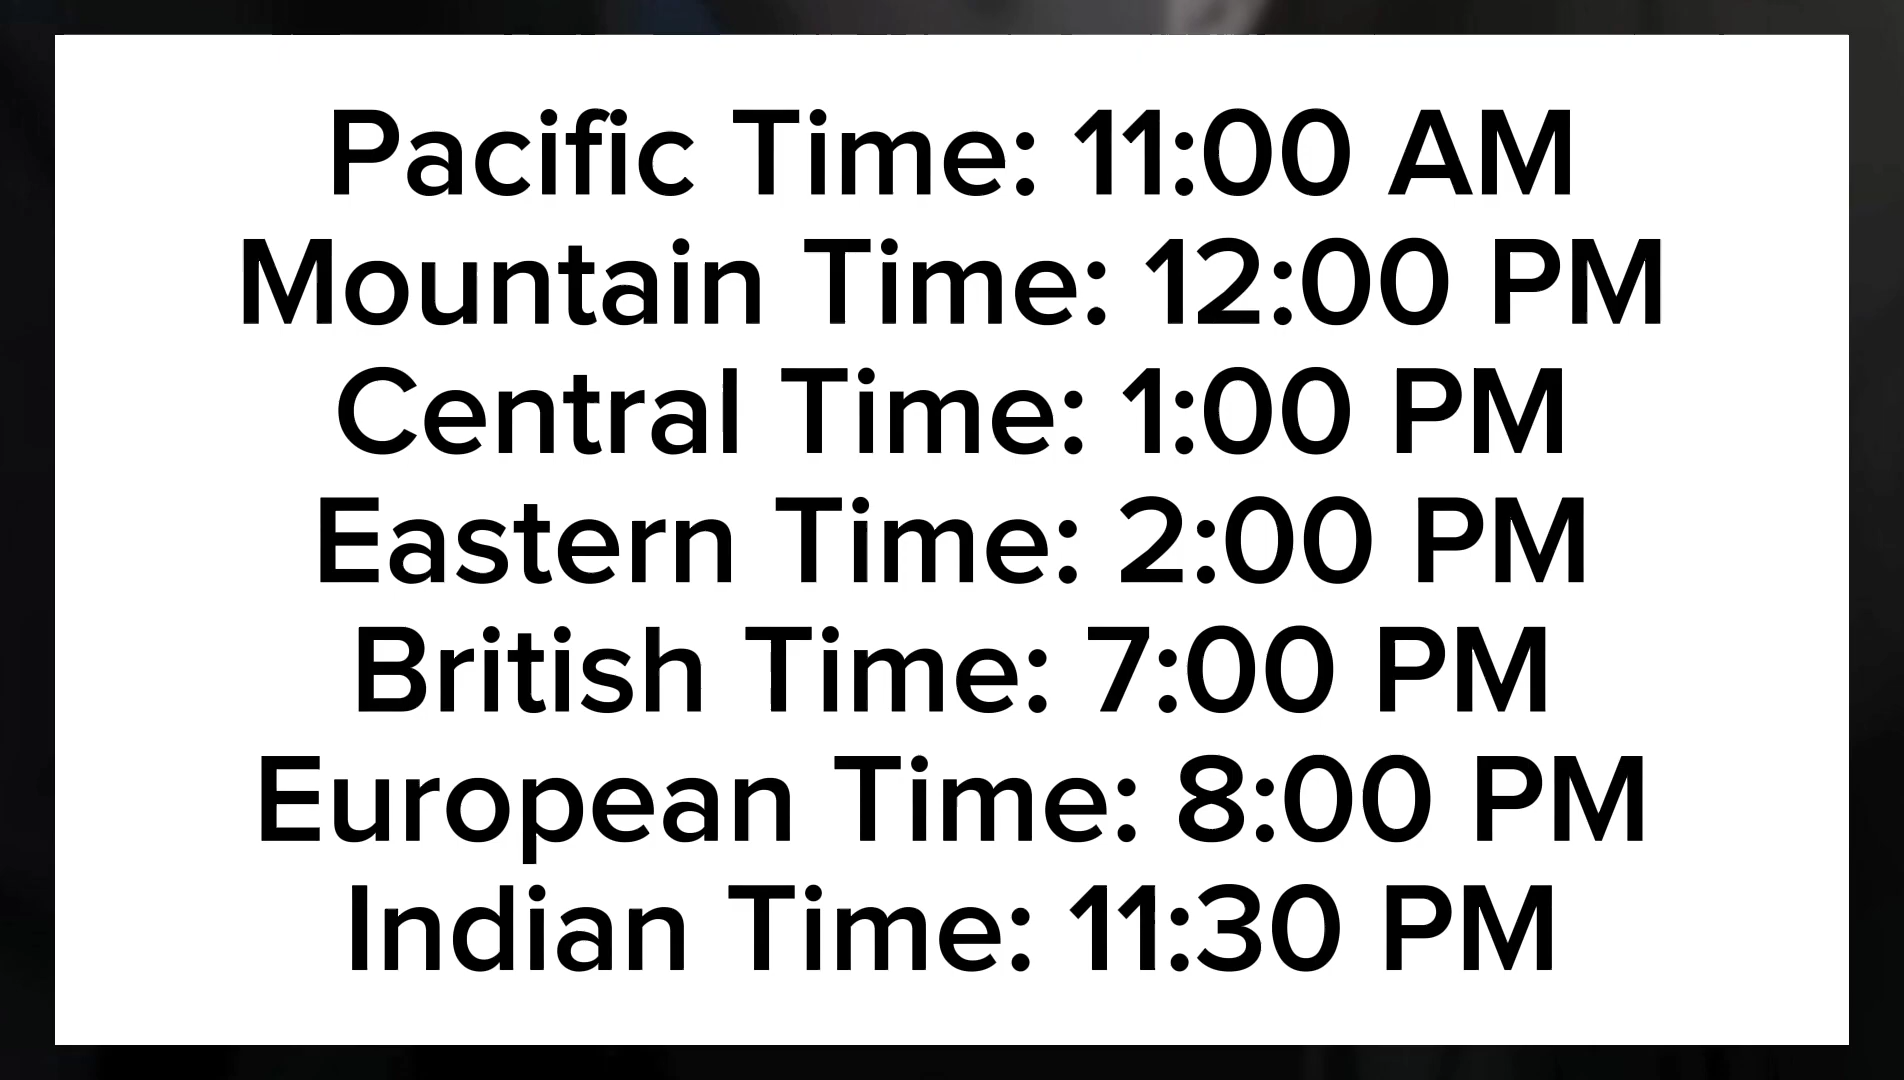 Pacific Time: 11:00 AM
Mountain Time: 12:00 PM
Central Time: 1:00 PM
Eastern Time: 2:00 PM
British Time: 7:00 PM
European Time: 8:00 PM
Indian Time: 11:30 PM